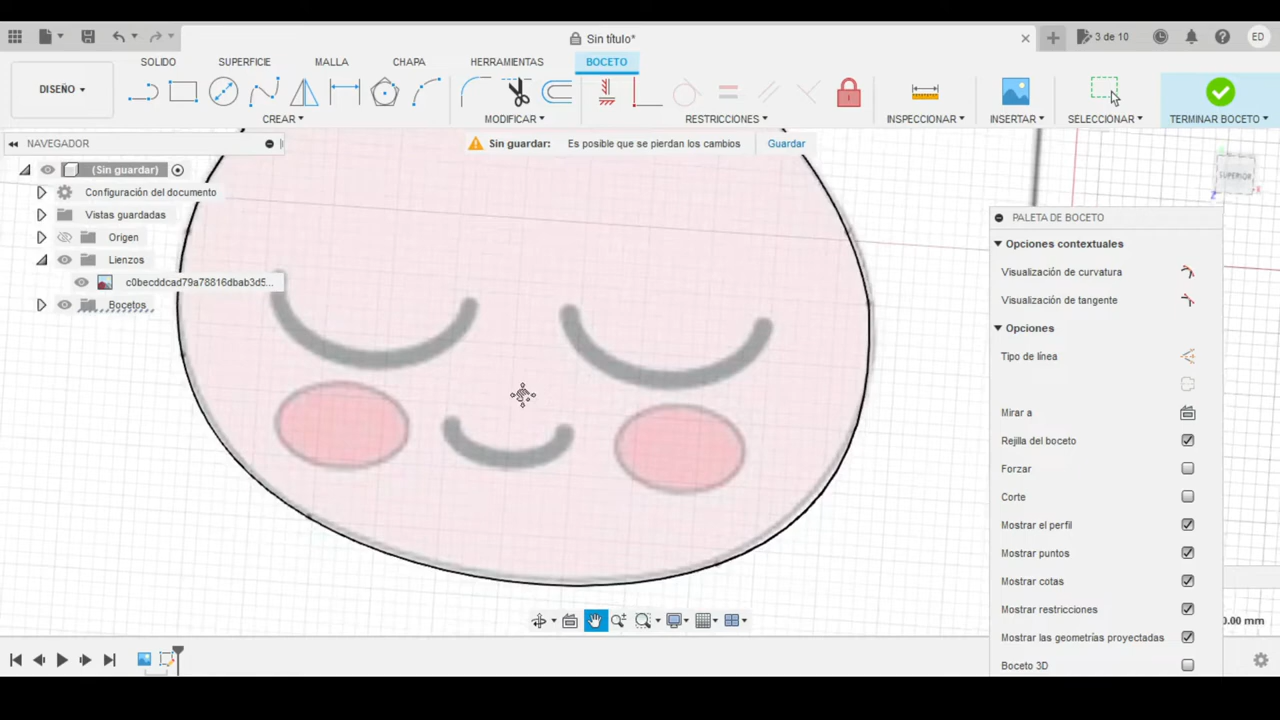 Sin título*
3 de 10
ED
DISEÑO
SOLIDO
SUPERFICIE
MALLA
CHAPA
HERRAMIENTAS
BOCETO
CREAR
MODIFICAR
RESTRICCIONES
INSPECCIONAR
INSERTAR
SELECCIONAR
TERMINAR BOCETO
NAVEGADOR
Sin guardar:
Es posible que se pierdan los cambios
Guardar
(Sin guardar)
Configuración del documento
Vistas guardadas
Origen
Lienzos
c0becddcad79a78816dbab3d5...
Bocetos
SUPERIOR
PALETA DE BOCETO
Opciones contextuales
Visualización de curvatura
Visualización de tangente
Opciones
Tipo de línea
Mirar a
Rejilla del boceto
Forzar
Corte
Mostrar el perfil
Mostrar puntos
Mostrar cotas
Mostrar restricciones
Mostrar las geometrías proyectadas
Boceto 3D
0.00 mm